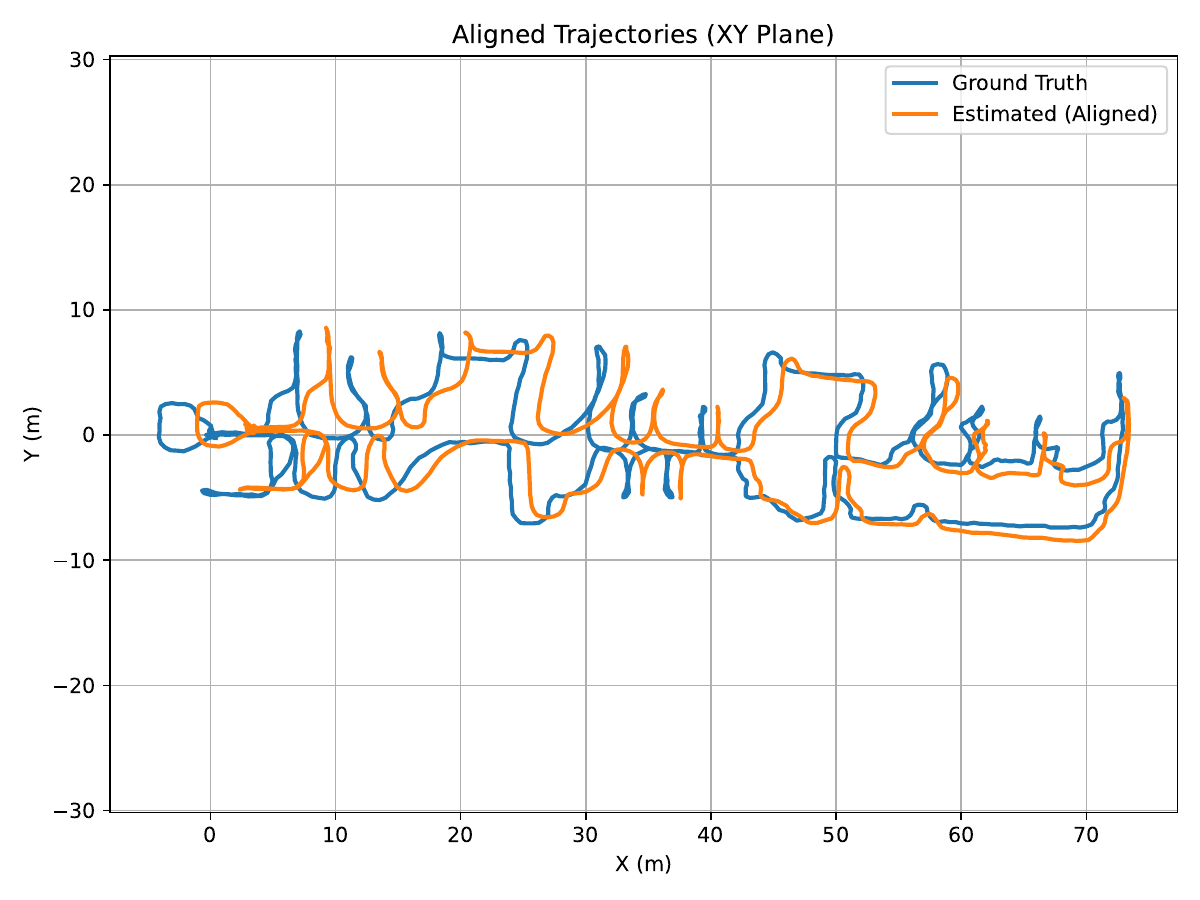 Aligned Trajectories (XY Plane)
Ground Truth
Estimated (Aligned)
30
20
10
0
−10
−20
−30
Y (m)
0 10 20 30 40 50 60 70
X (m)